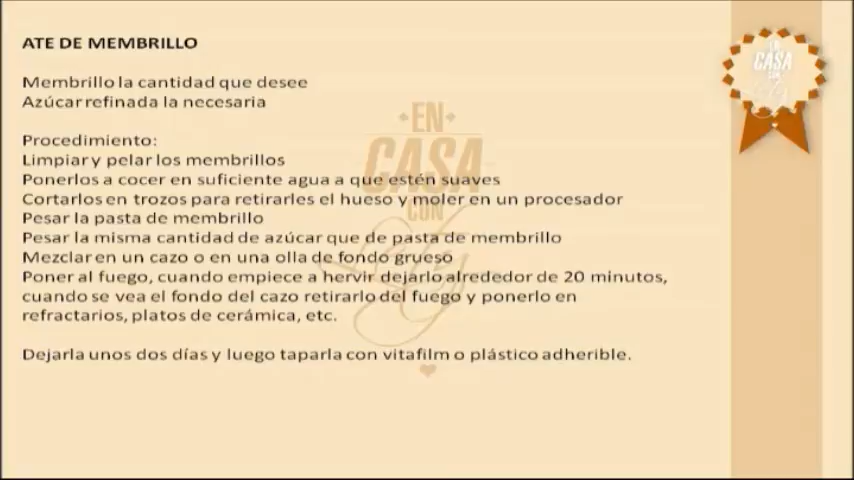 ATE DE MEMBRILLO
Membrillo la cantidad que desee
Azúcar refinada la necesaria
Procedimiento:
Limpiar y pelar los membrillos
Ponerlos a cocer en suficiente agua a que estén suaves
Cortarlos en trozos para retirarles el hueso y moler en un procesador
Pesar la pasta de membrillo
Pesar la misma cantidad de azúcar que de pasta de membrillo
Mezclar en un cazo o en una olla de fondo grueso
Poner al fuego, cuando empiece a hervir dejarlo alrededor de 20 minutos,
cuando se vea el fondo del cazo retirarlo del fuego y ponerlo en
refractarios, platos de cerámica, etc.
Dejarla unos dos días y luego taparla con vitafilm o plástico adherible.
EN
CASA
CON
EN
CASA
CON